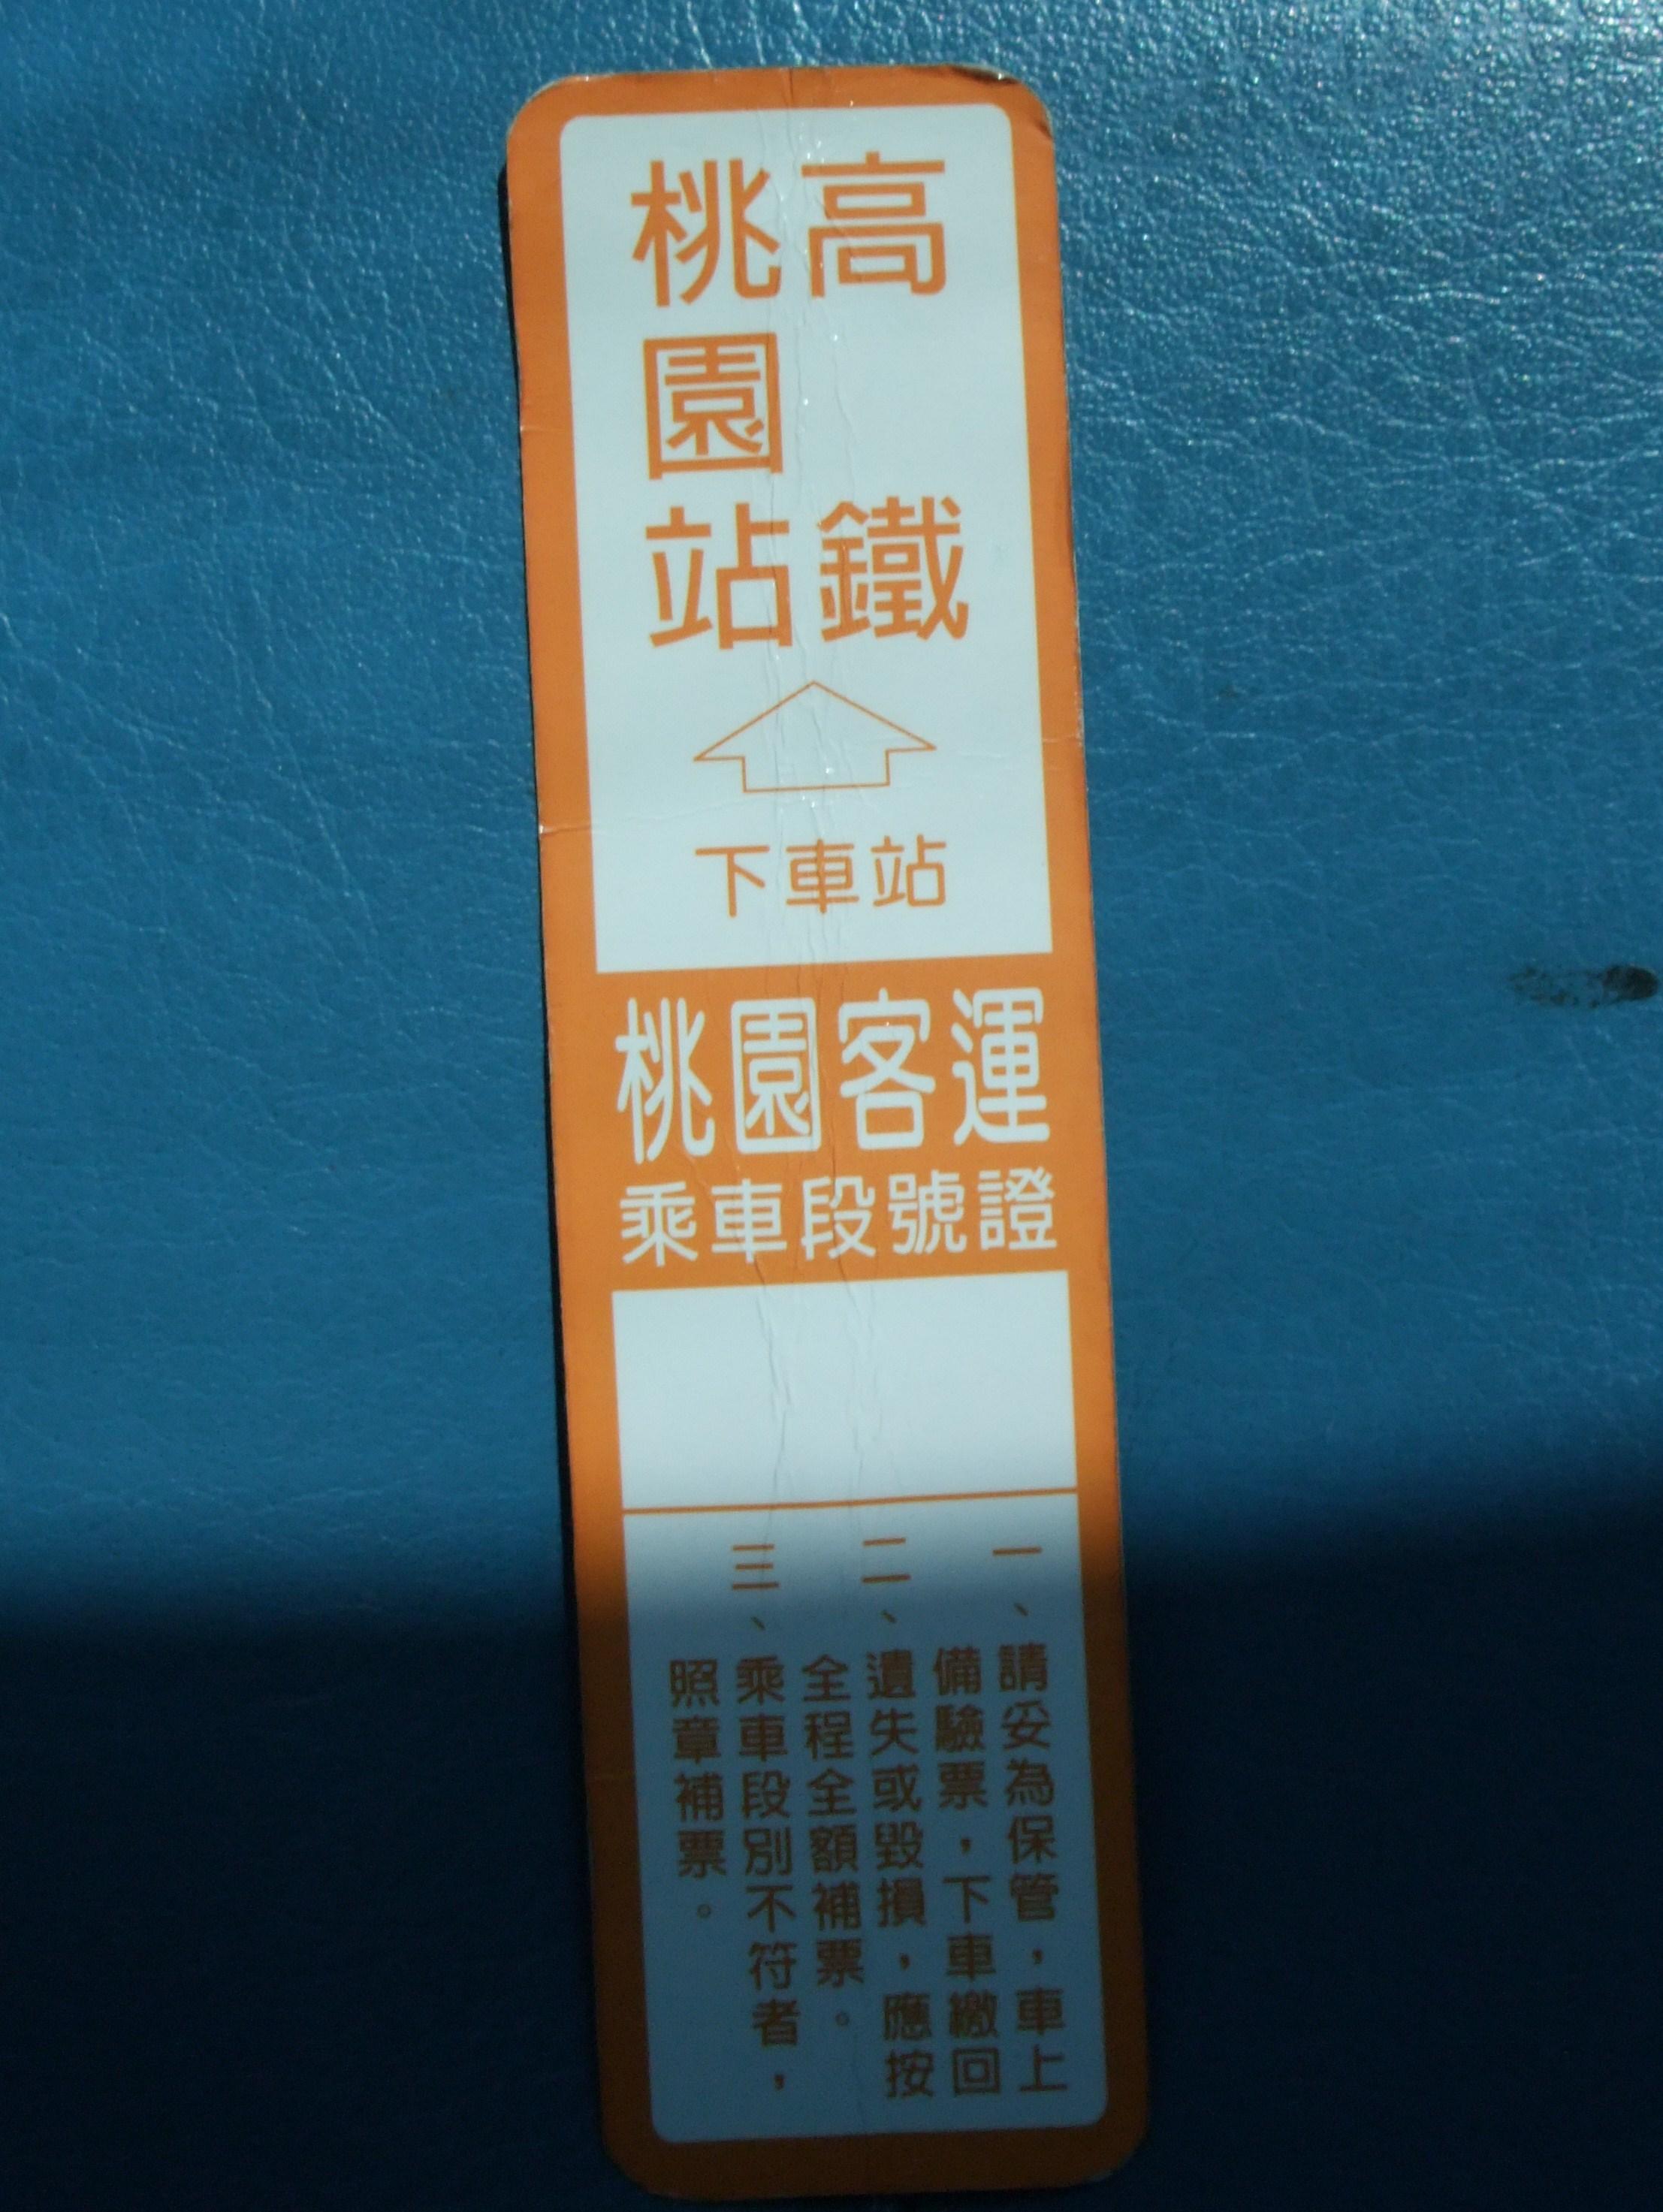 高鐵
桃園站
下車站
桃園客運
乘車段號證
一、請妥為保管，車上
備驗票，下車繳回
二、遺失或毀損，應按
全程全額補票。
三、乘車段別不符者，
照章補票。